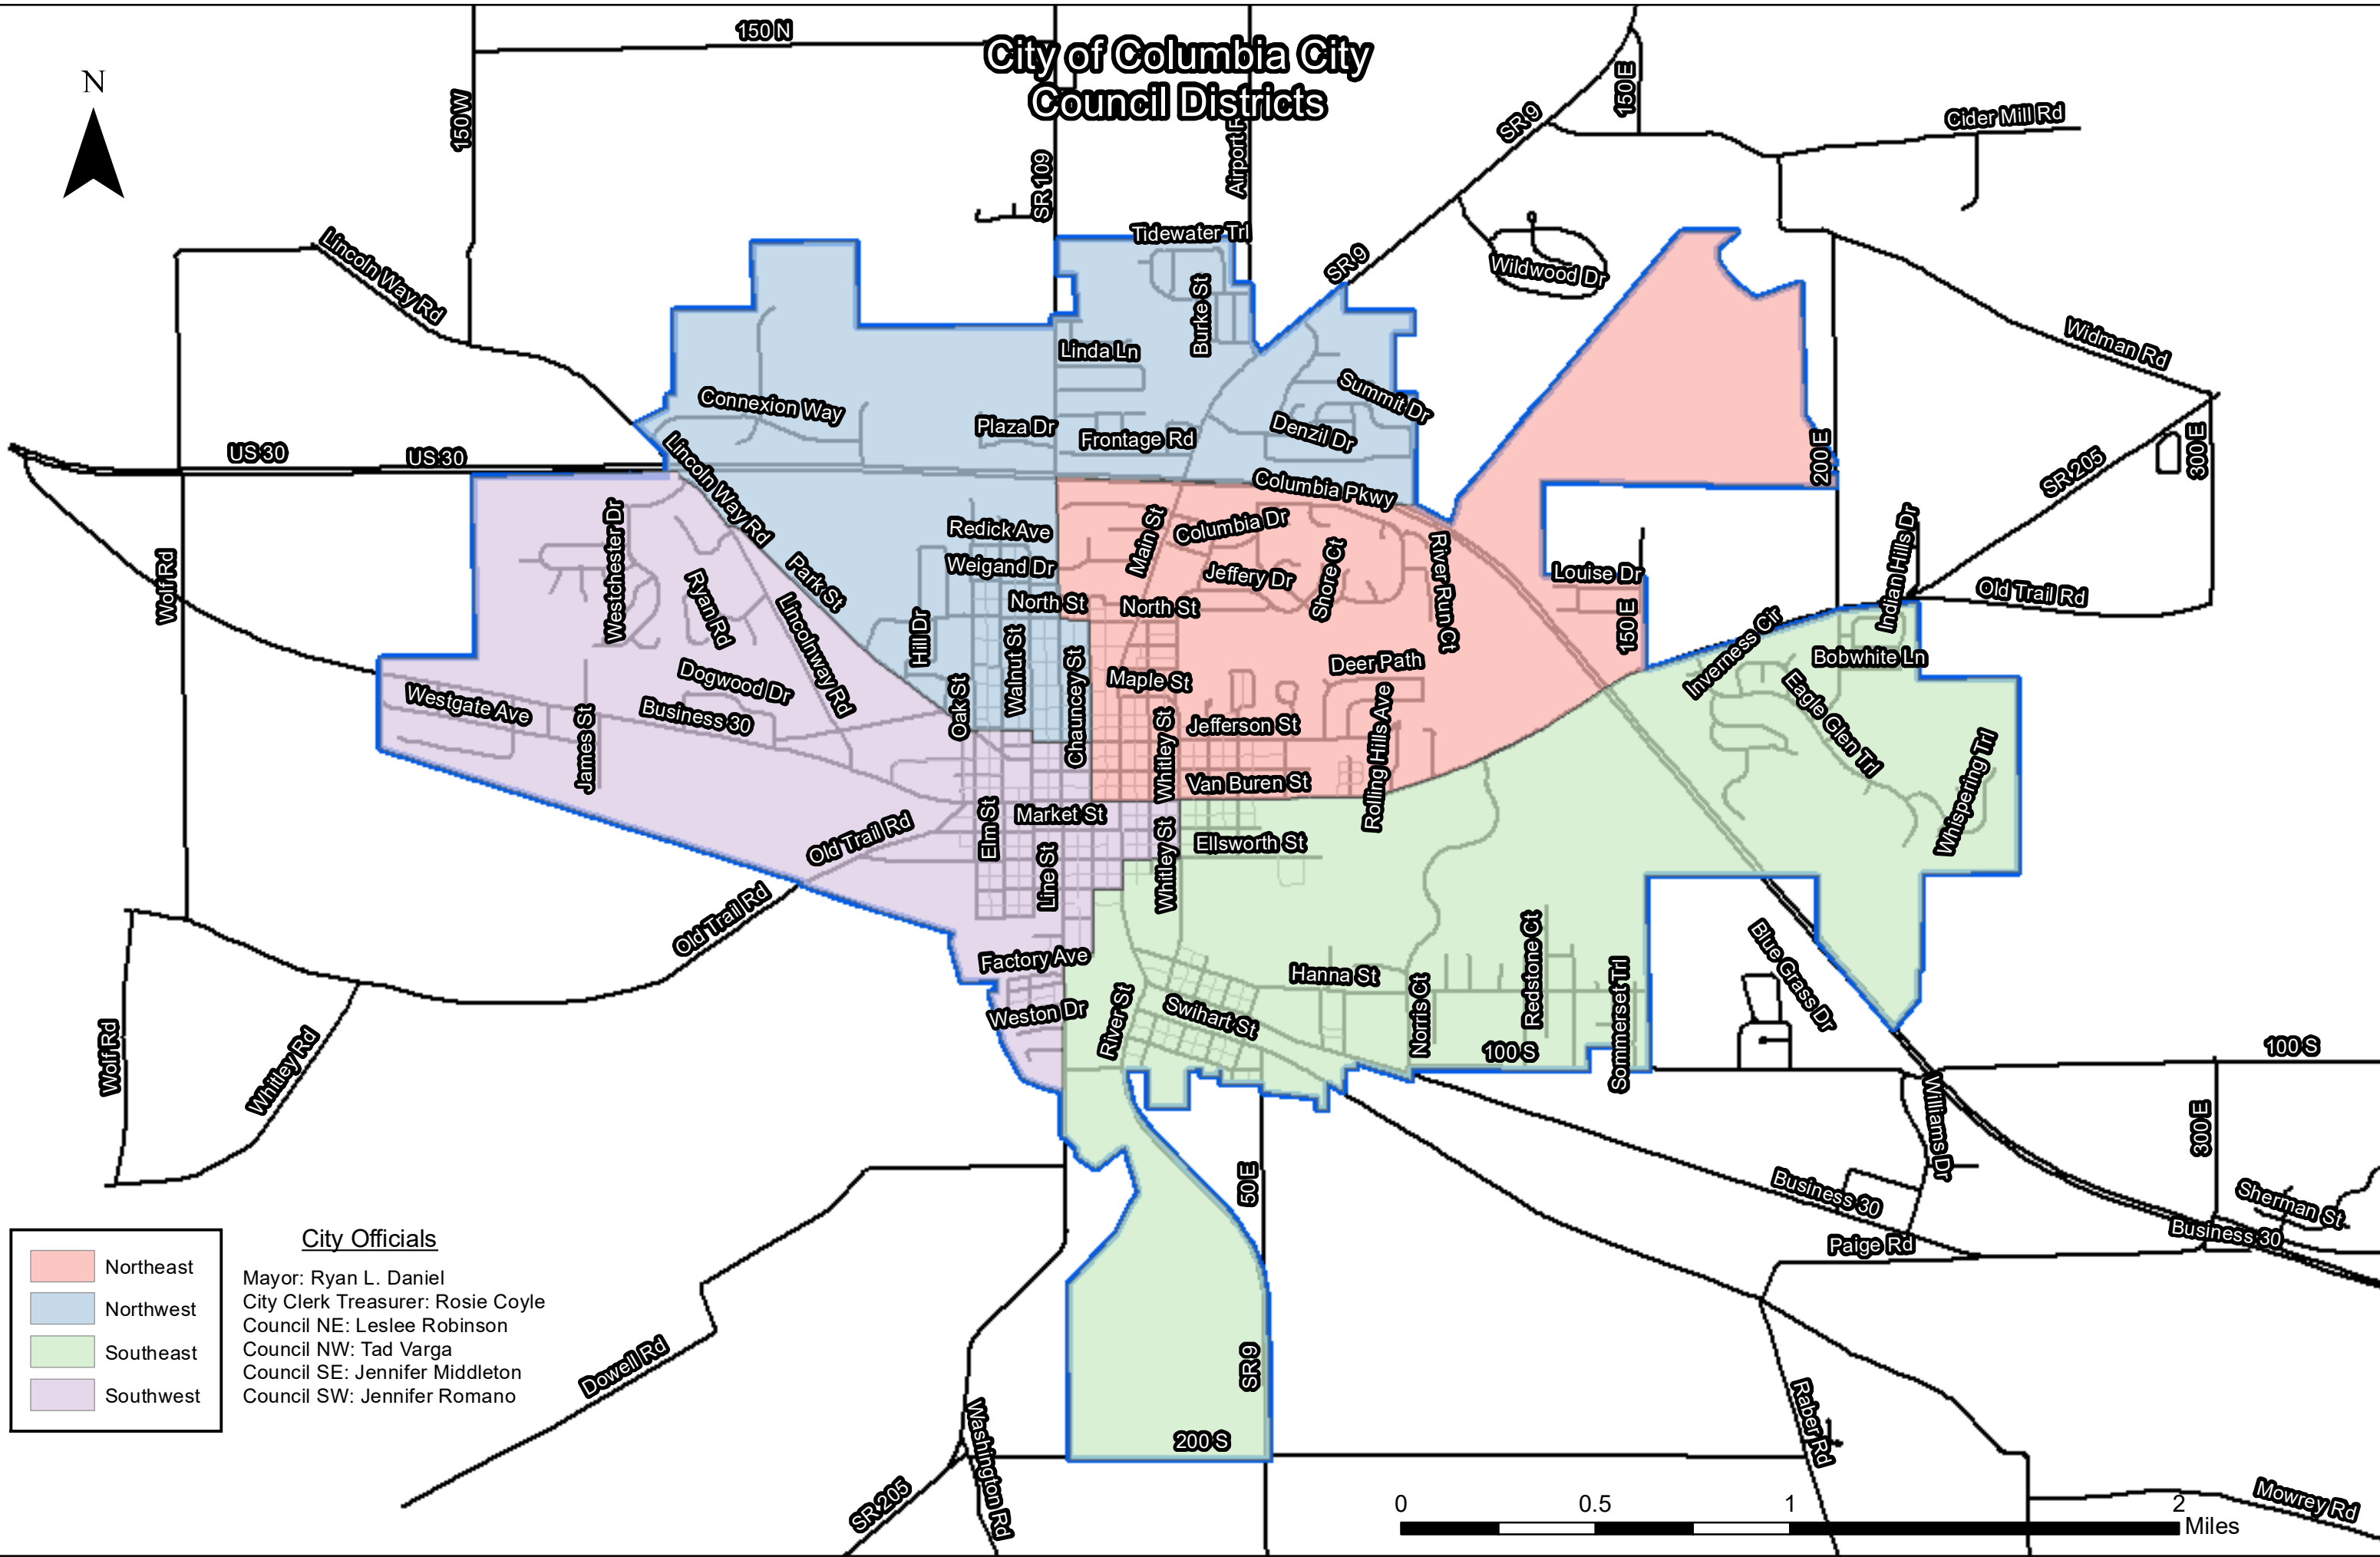 150 N
City of Columbia City
Council Districts
N
150 W
SR 109
SR 9
150 E
Cider Mill Rd
Lincoln Way Rd
Tidewater Trl
SR 9
Wildwood Dr
Burke St
Linda Ln
Widman Rd
Connexion Way
Summit Dr
Plaza Dr
Frontage Rd
Denzil Dr
US 30
US 30
Lincoln Way Rd
Columbia Pkwy
200 E
SR 205
300 E
Westchester Dr
Redick Ave
Main St
Columbia Dr
Indian Hills Dr
Wolf Rd
Ryan Rd
Park St
Weigand Dr
Jeffery Dr
Shore Ct
River Run Ct
Louise Dr
Old Trail Rd
Lincolnway Rd
Hill Dr
North St
North St
150 E
Inverness Cir
Walnut St
Chauncey St
Deer Path
Bobwhite Ln
Dogwood Dr
Maple St
Westgate Ave
James St
Business 30
Oak St
Whitley St
Jefferson St
Rolling Hills Ave
Eagle Glen Trl
Whispering Trl
Van Buren St
Elm St
Market St
Old Trail Rd
Line St
Whitley St
Ellsworth St
Old Trail Rd
Factory Ave
Hanna St
Redstone Ct
Blue Grass Dr
Weston Dr
River St
Swihart St
Norris Ct
Sommerset Trl
Wolf Rd
Whitley Rd
100 S
100 S
Williams Dr
300 E
50 E
Business 30
Sherman St
Business 30
Paige Rd
Northeast
Northwest
Southeast
Southwest
City Officials
Mayor: Ryan L. Daniel
City Clerk Treasurer: Rosie Coyle
Council NE: Leslee Robinson
Council NW: Tad Varga
Council SE: Jennifer Middleton
Council SW: Jennifer Romano
Dowell Rd
SR 9
Raber Rd
Washington Rd
200 S
SR 205
Mowrey Rd
0 0.5 1 2
Miles
Airport